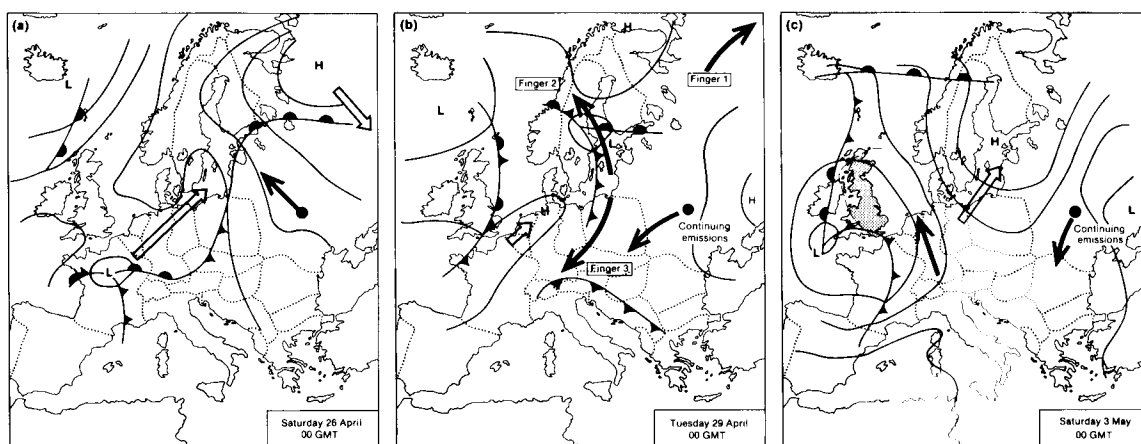 (a)
H
L
L
Saturday 26 April
00 GMT
(b)
H
Finger 1
Finger 2
L
L
H
H
Continuing
emissions
Finger 3
Tuesday 29 April
00 GMT
(c)
H
L
Continuing
emissions
L
Saturday 3 May
00 GMT